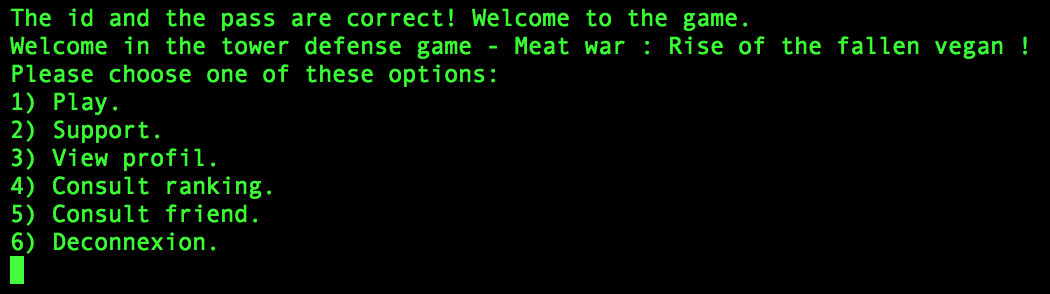 The id and the pass are correct! Welcome to the game.
Welcome in the tower defense game - Meat war : Rise of the fallen vegan !
Please choose one of these options:
1) Play.
2) Support.
3) View profil.
4) Consult ranking.
5) Consult friend.
6) Deconnexion.